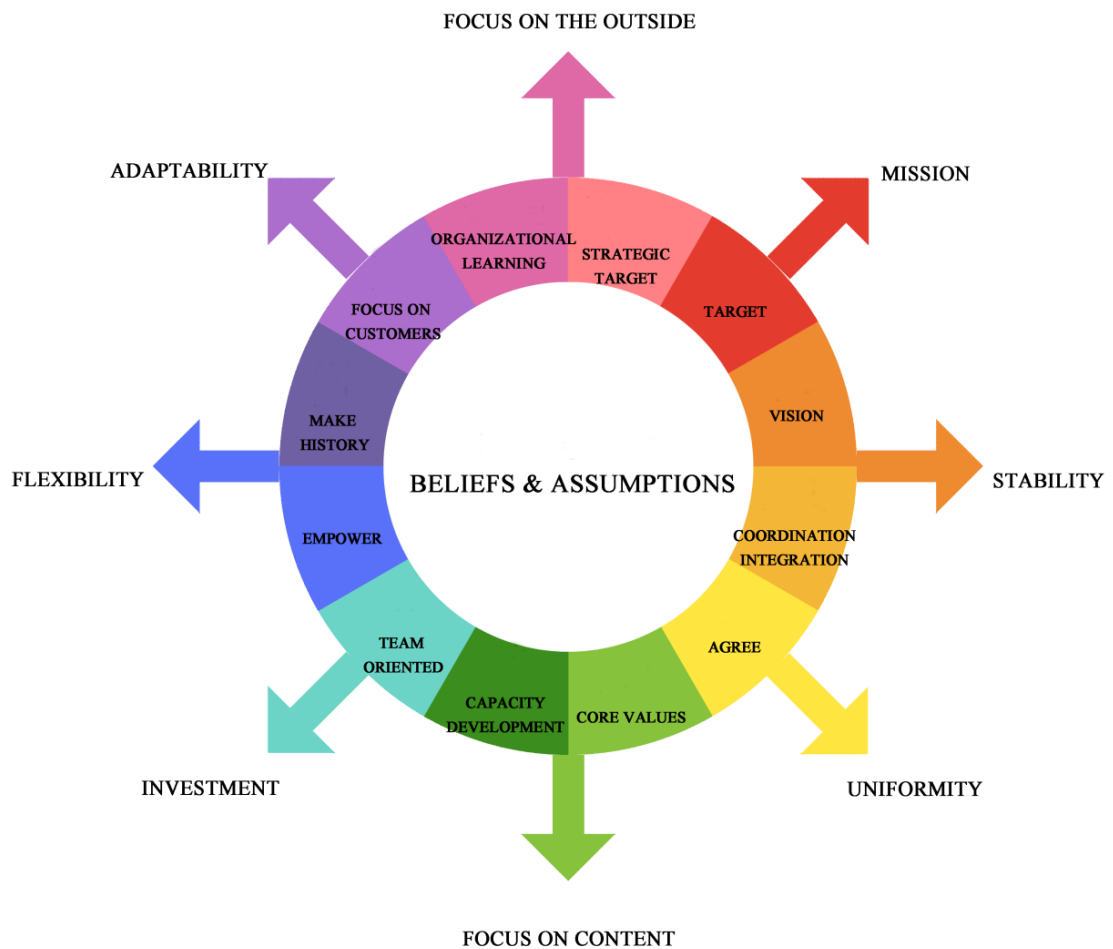 FOCUS ON THE OUTSIDE
ADAPTABILITY
MISSION
ORGANIZATIONAL
LEARNING
STRATEGIC
TARGET
FOCUS ON
CUSTOMERS
TARGET
MAKE
HISTORY
VISION
FLEXIBILITY
BELIEFS & ASSUMPTIONS
STABILITY
EMPOWER
COORDINATION
INTEGRATION
TEAM
ORIENTED
AGREE
CAPACITY
DEVELOPMENT
CORE VALUES
INVESTMENT
UNIFORMITY
FOCUS ON CONTENT